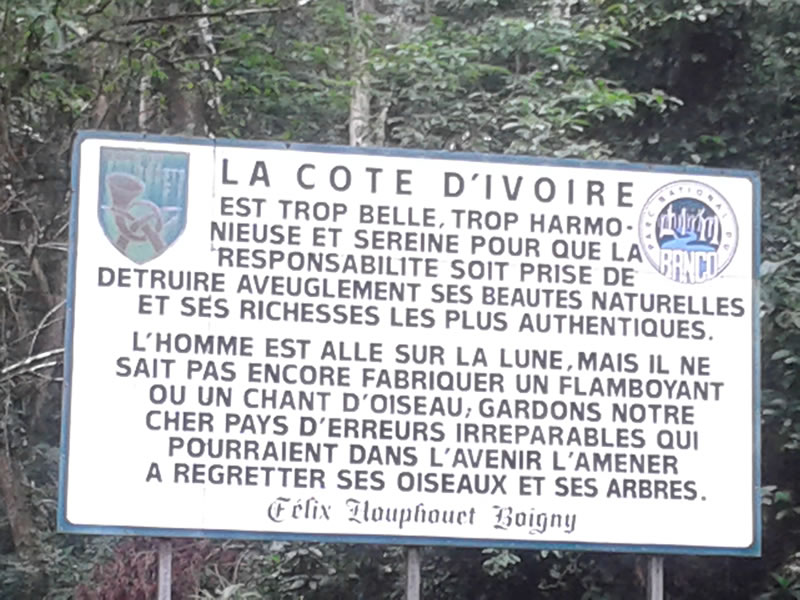 LA COTE D'IVOIRE
EST TROP BELLE, TROP HARMO-
NIEUSE ET SEREINE POUR QUE LA
RESPONSABILITE SOIT PRISE DE
DETRUIRE AVEUGLEMENT SES BEAUTES NATURELLES
ET SES RICHESSES LES PLUS AUTHENTIQUES.
L'HOMME EST ALLE SUR LA LUNE, MAIS IL NE
SAIT PAS ENCORE FABRIQUER UN FLAMBOYANT
OU UN CHANT D'OISEAU; GARDONS NOTRE
CHER PAYS D'ERREURS IRREPARABLES QUI
POURRAIENT DANS L'AVENIR L'AMENER
A REGRETTER SES OISEAUX ET SES ARBRES.
Félix Houphouet Boigny
PARC NATIONAL DU
BANCO